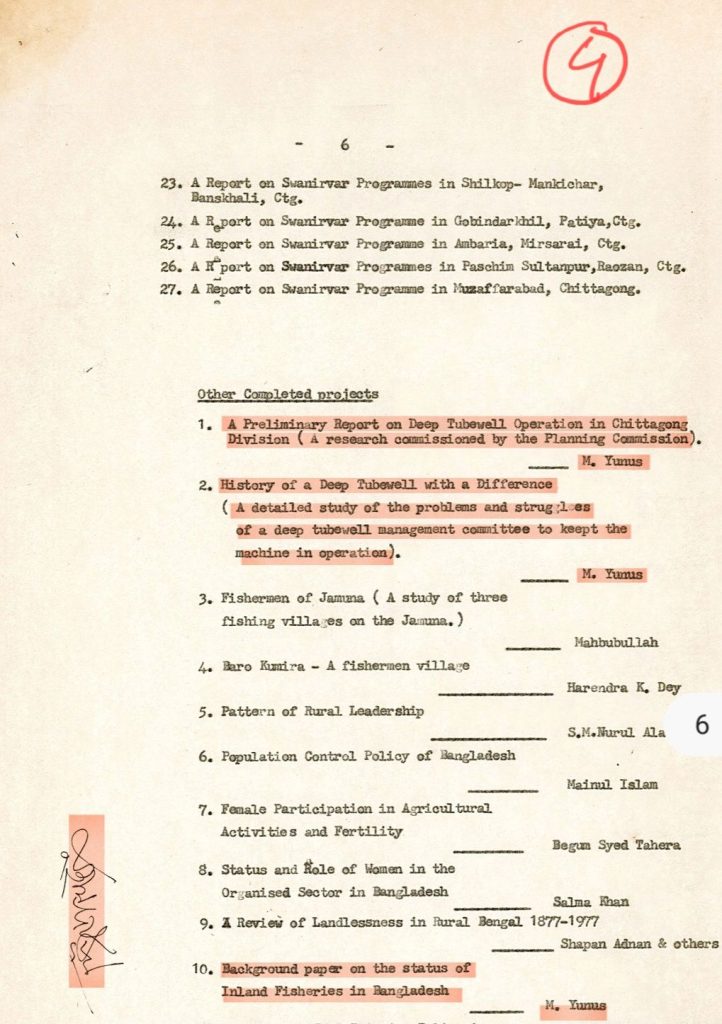 4
- 6 -
23. A Report on Swanirvar Programmes in Shilkop- Mankichar,
Banskhali, Ctg.
24. A Report on Swanirvar Programme in Gobindarkhil, Patiya,Ctg.
25. A Report on Swanirvar Programme in Ambaria, Mirsarai, Ctg.
26. A Report on Swanirvar Programmes in Paschim Sultanpur,Raozan, Ctg.
27. A Report on Swanirvar Programme in Muzaffarabad, Chittagong.
Other Completed projects
1. A Preliminary Report on Deep Tubewell Operation in Chittagong
Division ( A research commissioned by the Planning Commission).
M. Yunus
2. History of a Deep Tubewell with a Difference
( A detailed study of the problems and struggles
of a deep tubewell management committee to keept the
machine in operation).
M. Yunus
3. Fishermen of Jamuna ( A study of three
fishing villages on the Jamuna.)
Mahbubullah
4. Baro Kumira - A fishermen village
Harendra K. Dey
5. Pattern of Rural Leadership
S.M.Nurul Ala
6
6. Population Control Policy of Bangladesh
Mainul Islam
7. Female Participation in Agricultural
Activities and Fertility
Begum Syed Tahera
8. Status and Role of Women in the
Organised Sector in Bangladesh
Salma Khan
9. A Review of Landlessness in Rural Bengal 1877-1977
Shapan Adnan & others
10. Background paper on the status of
Inland Fisheries in Bangladesh
M. Yunus